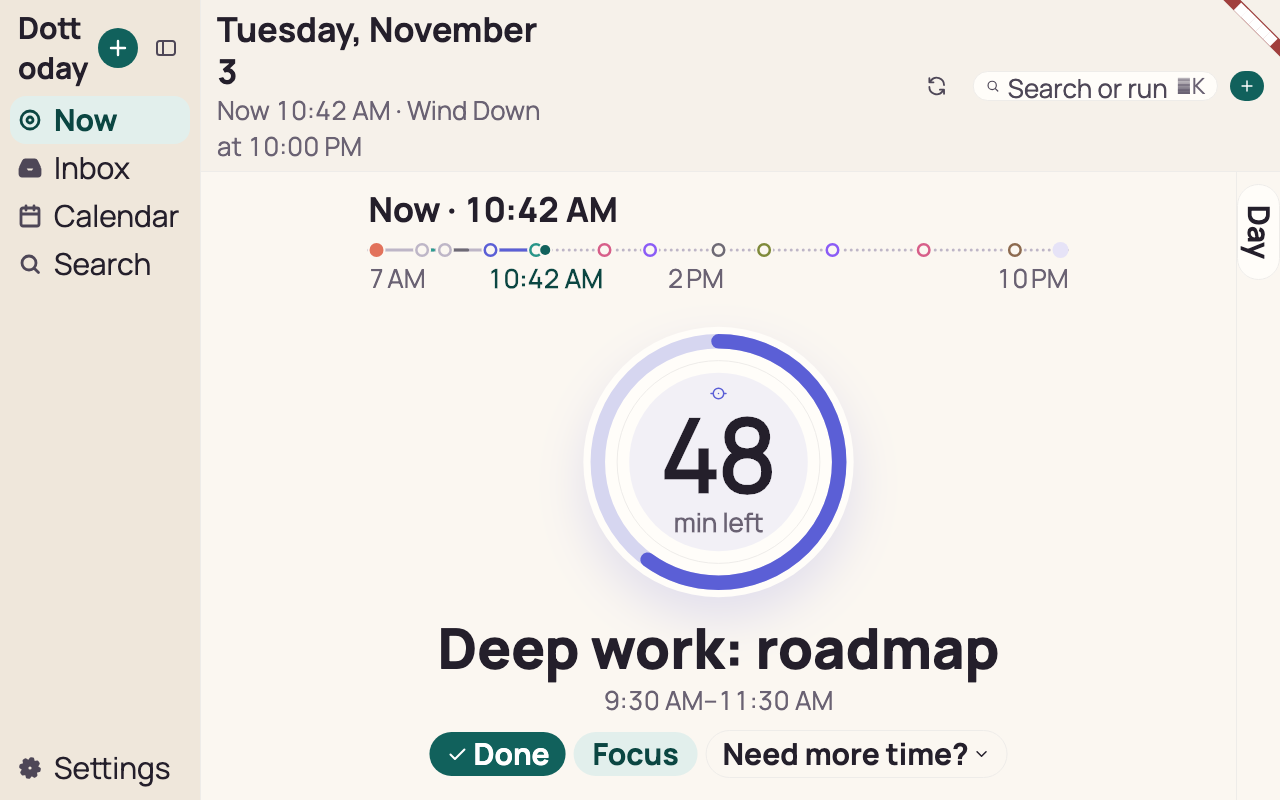 Dott
oday
Now
Inbox
Calendar
Search
Settings
Tuesday, November
3
Now 10:42 AM · Wind Down
at 10:00 PM
Search or run
K
Now · 10:42 AM
7 AM
10:42 AM
2 PM
10 PM
48
min left
Deep work: roadmap
9:30 AM–11:30 AM
Done
Focus
Need more time?
Day